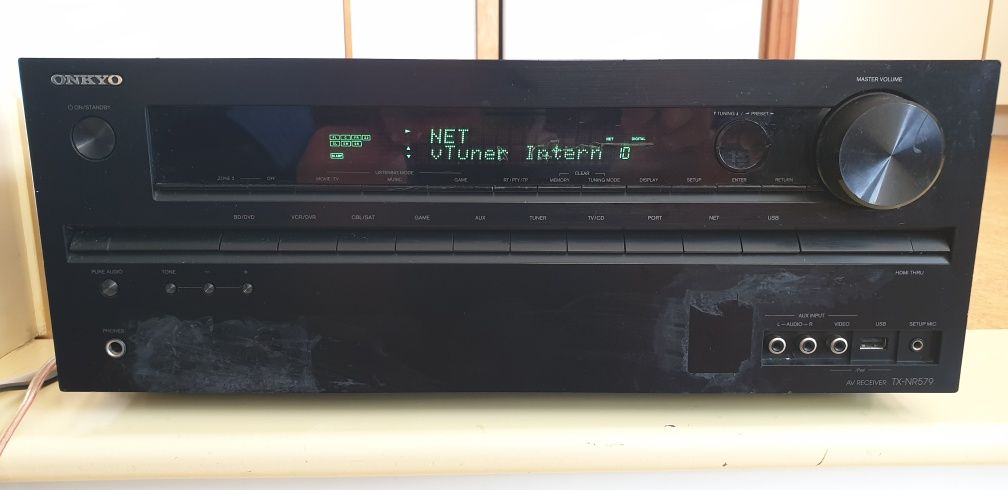 ONKYO
MASTER VOLUME
ON/STANDBY
TUNING PRESET
NET DIGITAL
NET
vTuner Intern 10
LISTENING MODE
CLEAR
ZONE 2 OFF MOVIE/TV MUSIC GAME RT/PTY/TP MEMORY TUNING MODE DISPLAY SETUP ENTER RETURN
BD/DVD VCR/DVR CBL/SAT GAME AUX TUNER TV/CD PORT NET USB
PURE AUDIO TONE - + HDMI THRU
AUX INPUT
PHONES L—AUDIO—R VIDEO USB SETUP MIC
iPod
AV RECEIVER TX-NR579